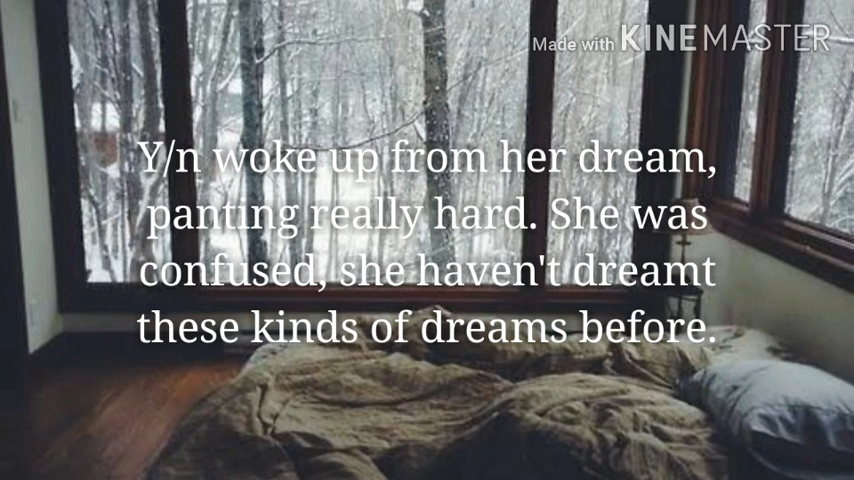 Made with KINEMASTER
Y/n woke up from her dream,
panting really hard. She was
confused, she haven't dreamt
these kinds of dreams before.